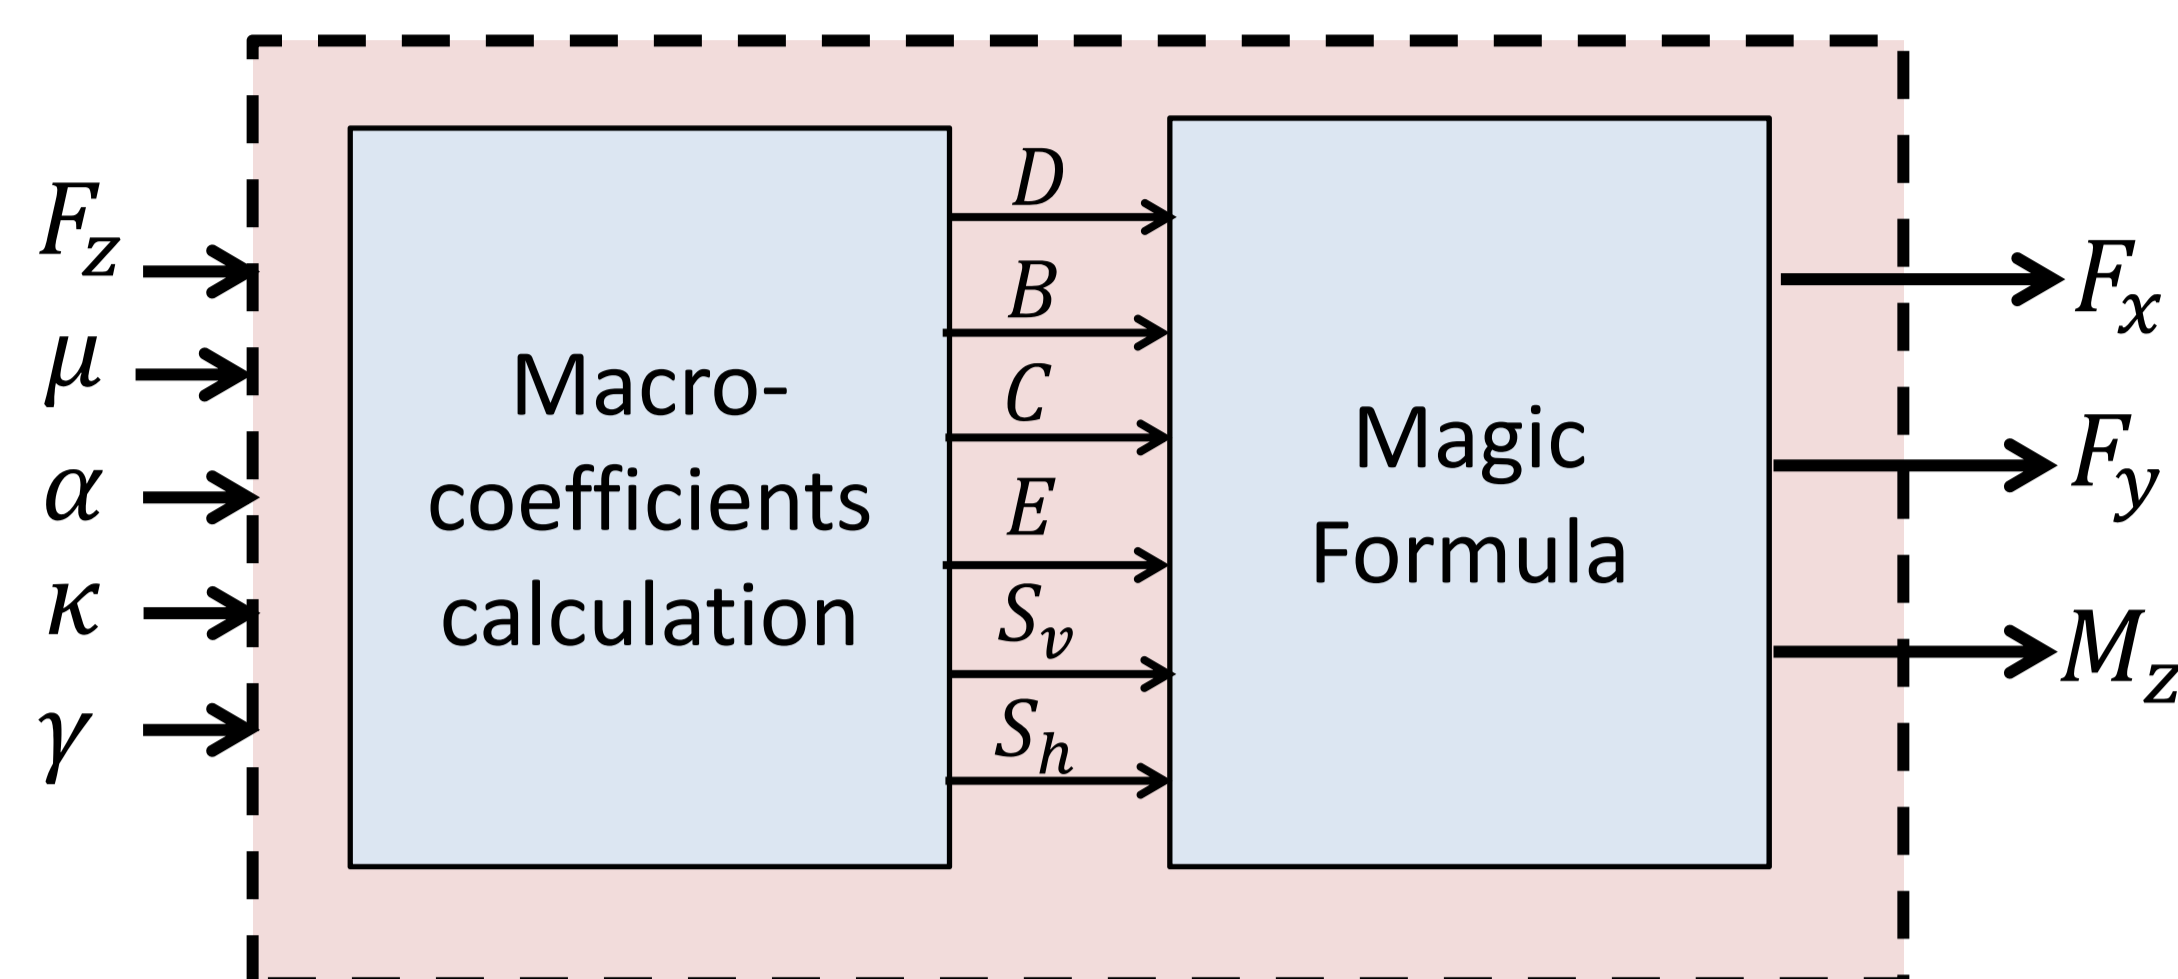 F_z
μ
α
κ
γ
Macro-
coefficients
calculation
D
B
C
E
S_v
S_h
Magic
Formula
F_x
F_y
M_z